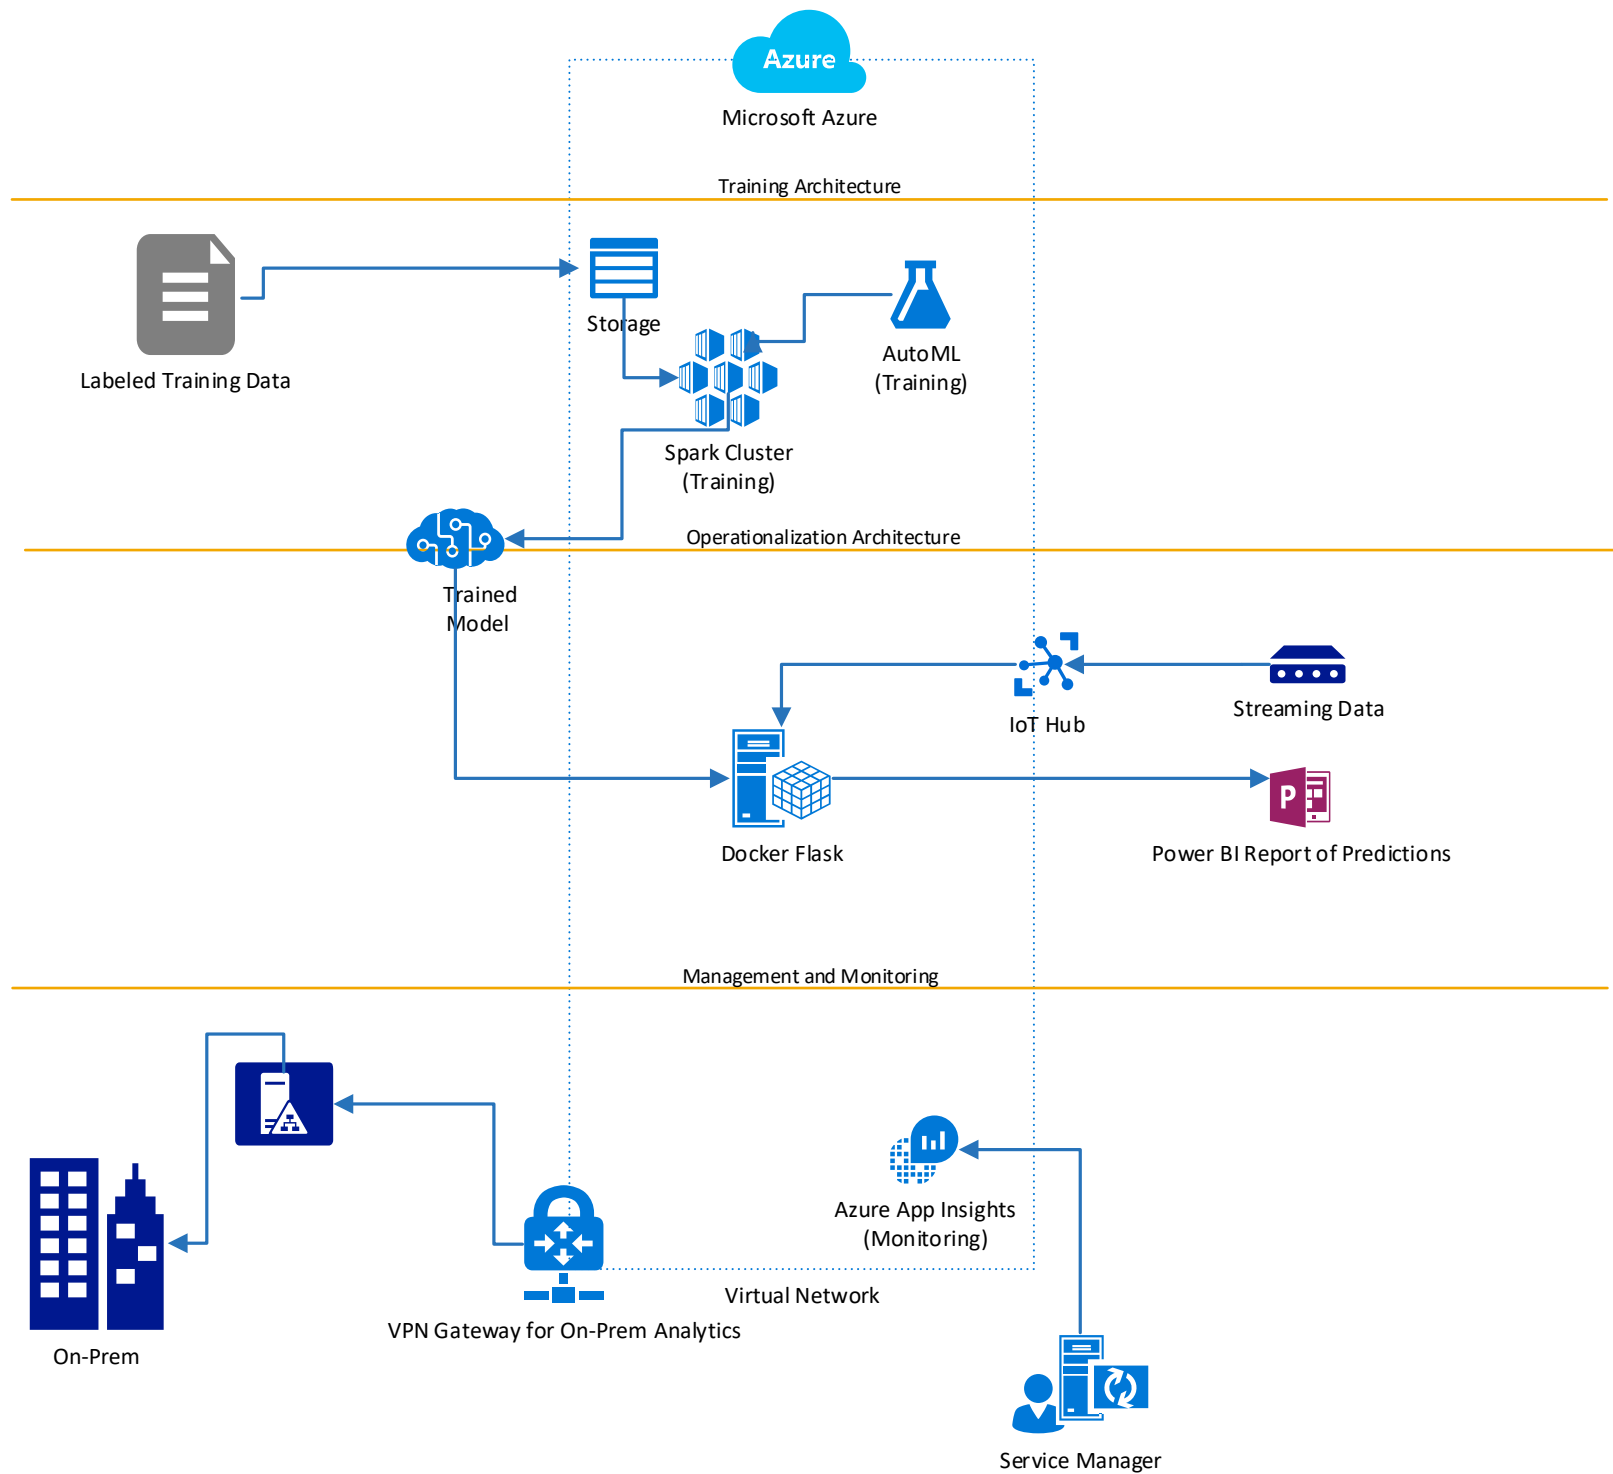 Azure
Microsoft Azure
Training Architecture
Labeled Training Data
Storage
AutoML
(Training)
Spark Cluster
(Training)
Operationalization Architecture
Trained
Model
IoT Hub
Streaming Data
Docker Flask
P
Power BI Report of Predictions
Management and Monitoring
Azure App Insights
(Monitoring)
Virtual Network
VPN Gateway for On-Prem Analytics
On-Prem
Service Manager